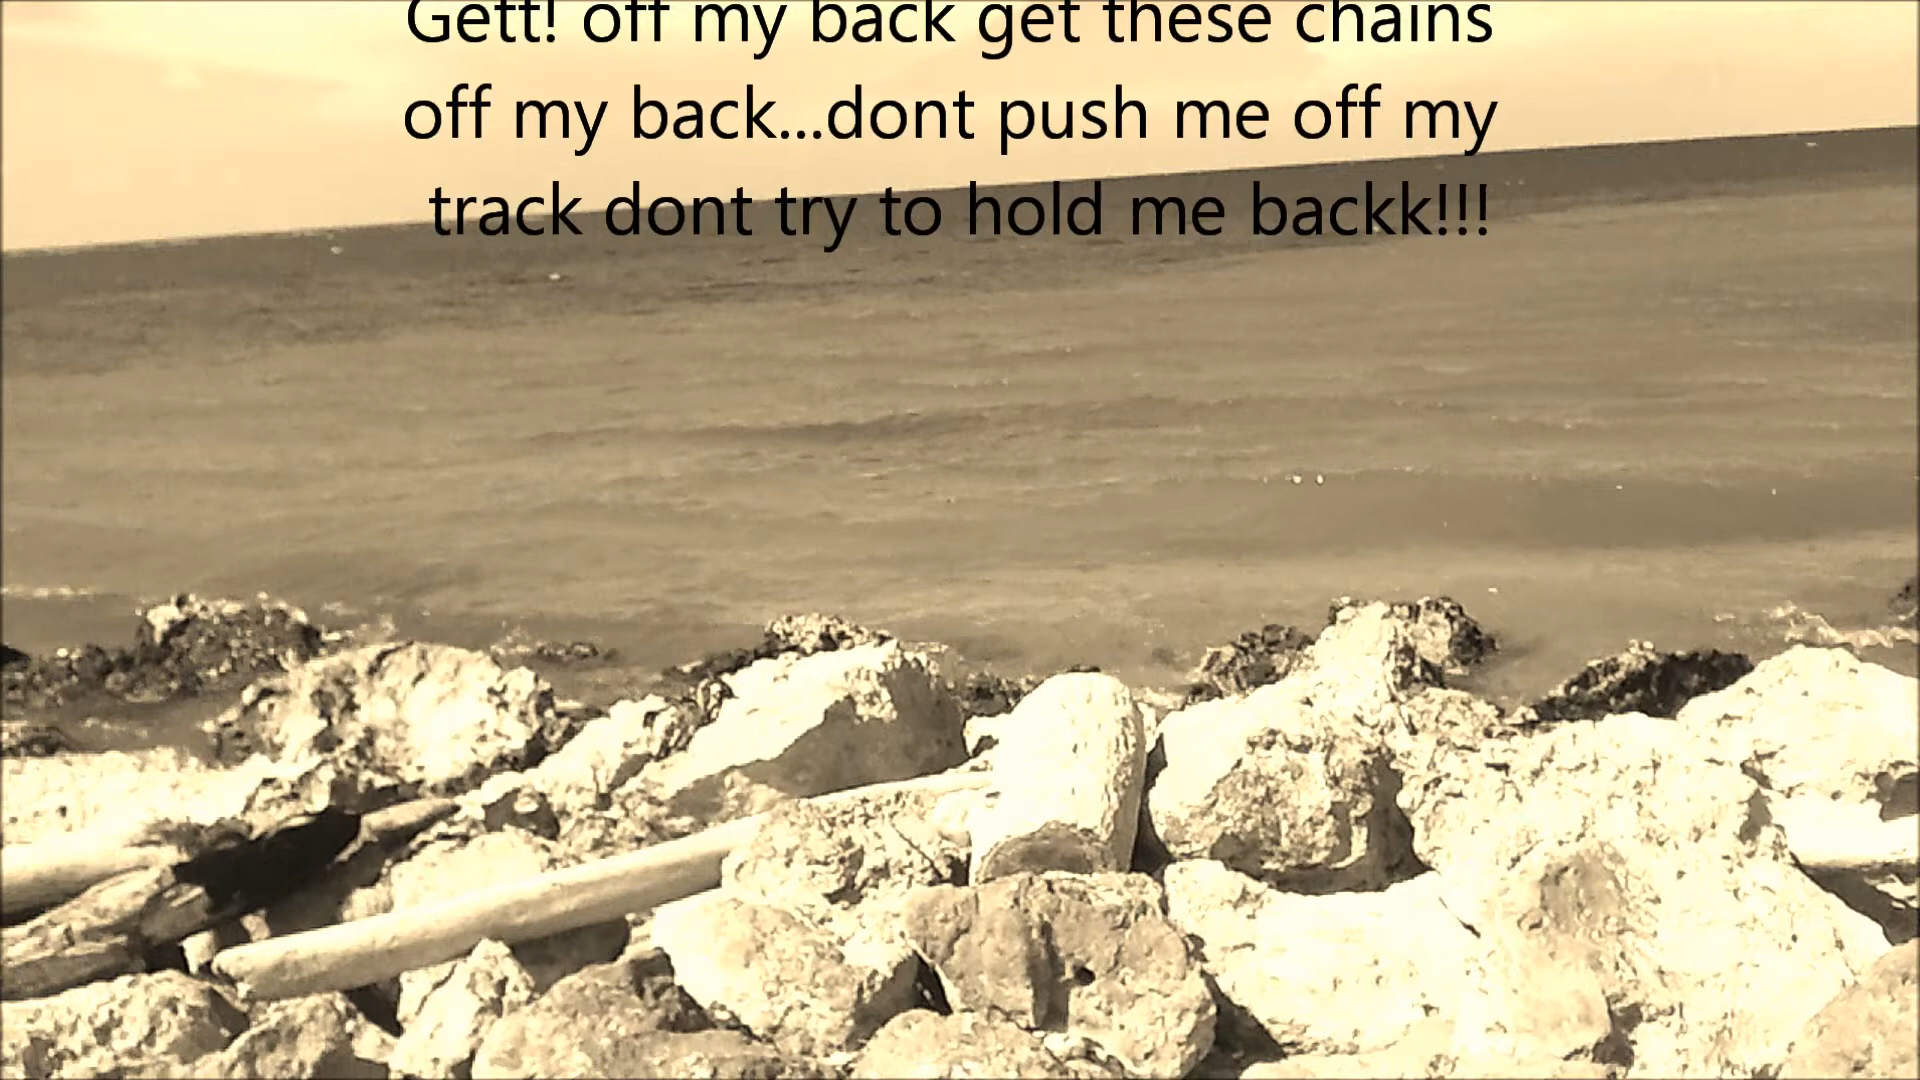 Gett! off my back get these chains
off my back...dont push me off my
track dont try to hold me backk!!!